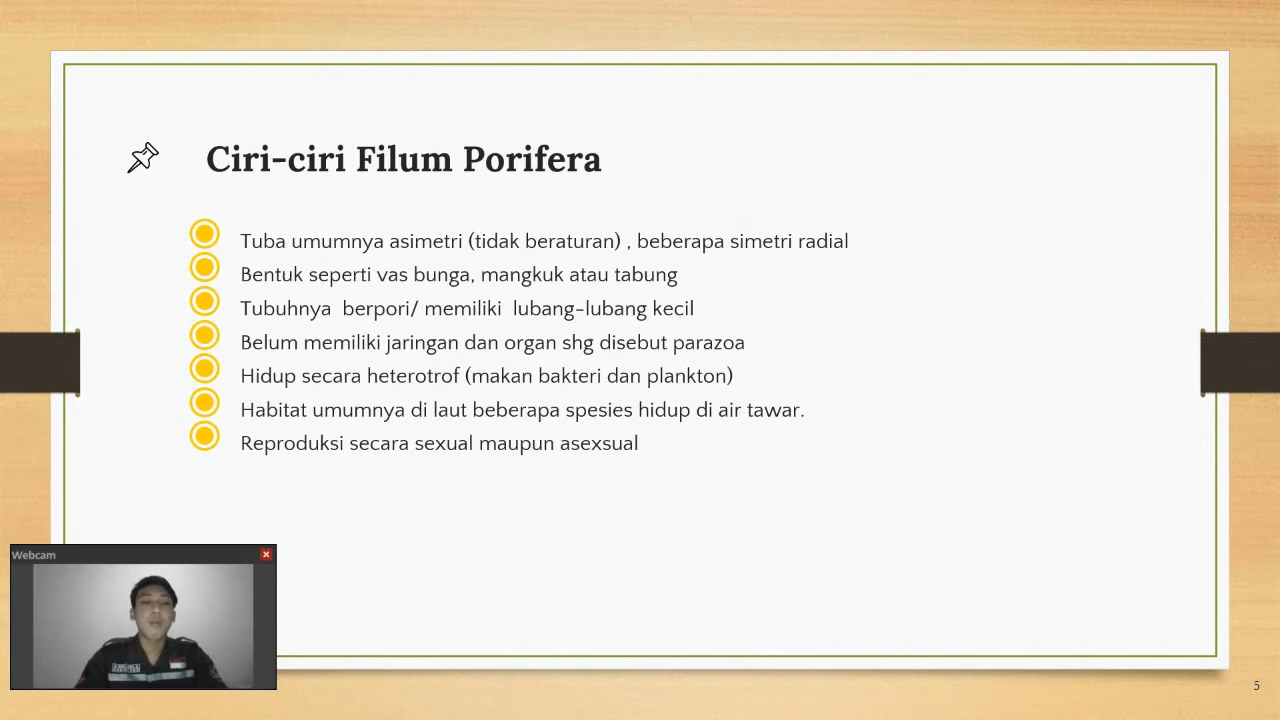 Ciri-ciri Filum Porifera
Tuba umumnya asimetri (tidak beraturan) , beberapa simetri radial
Bentuk seperti vas bunga, mangkuk atau tabung
Tubuhnya  berpori/ memiliki  lubang-lubang kecil
Belum memiliki jaringan dan organ shg disebut parazoa
Hidup secara heterotrof (makan bakteri dan plankton)
Habitat umumnya di laut beberapa spesies hidup di air tawar.
Reproduksi secara sexual maupun asexsual
Webcam
5